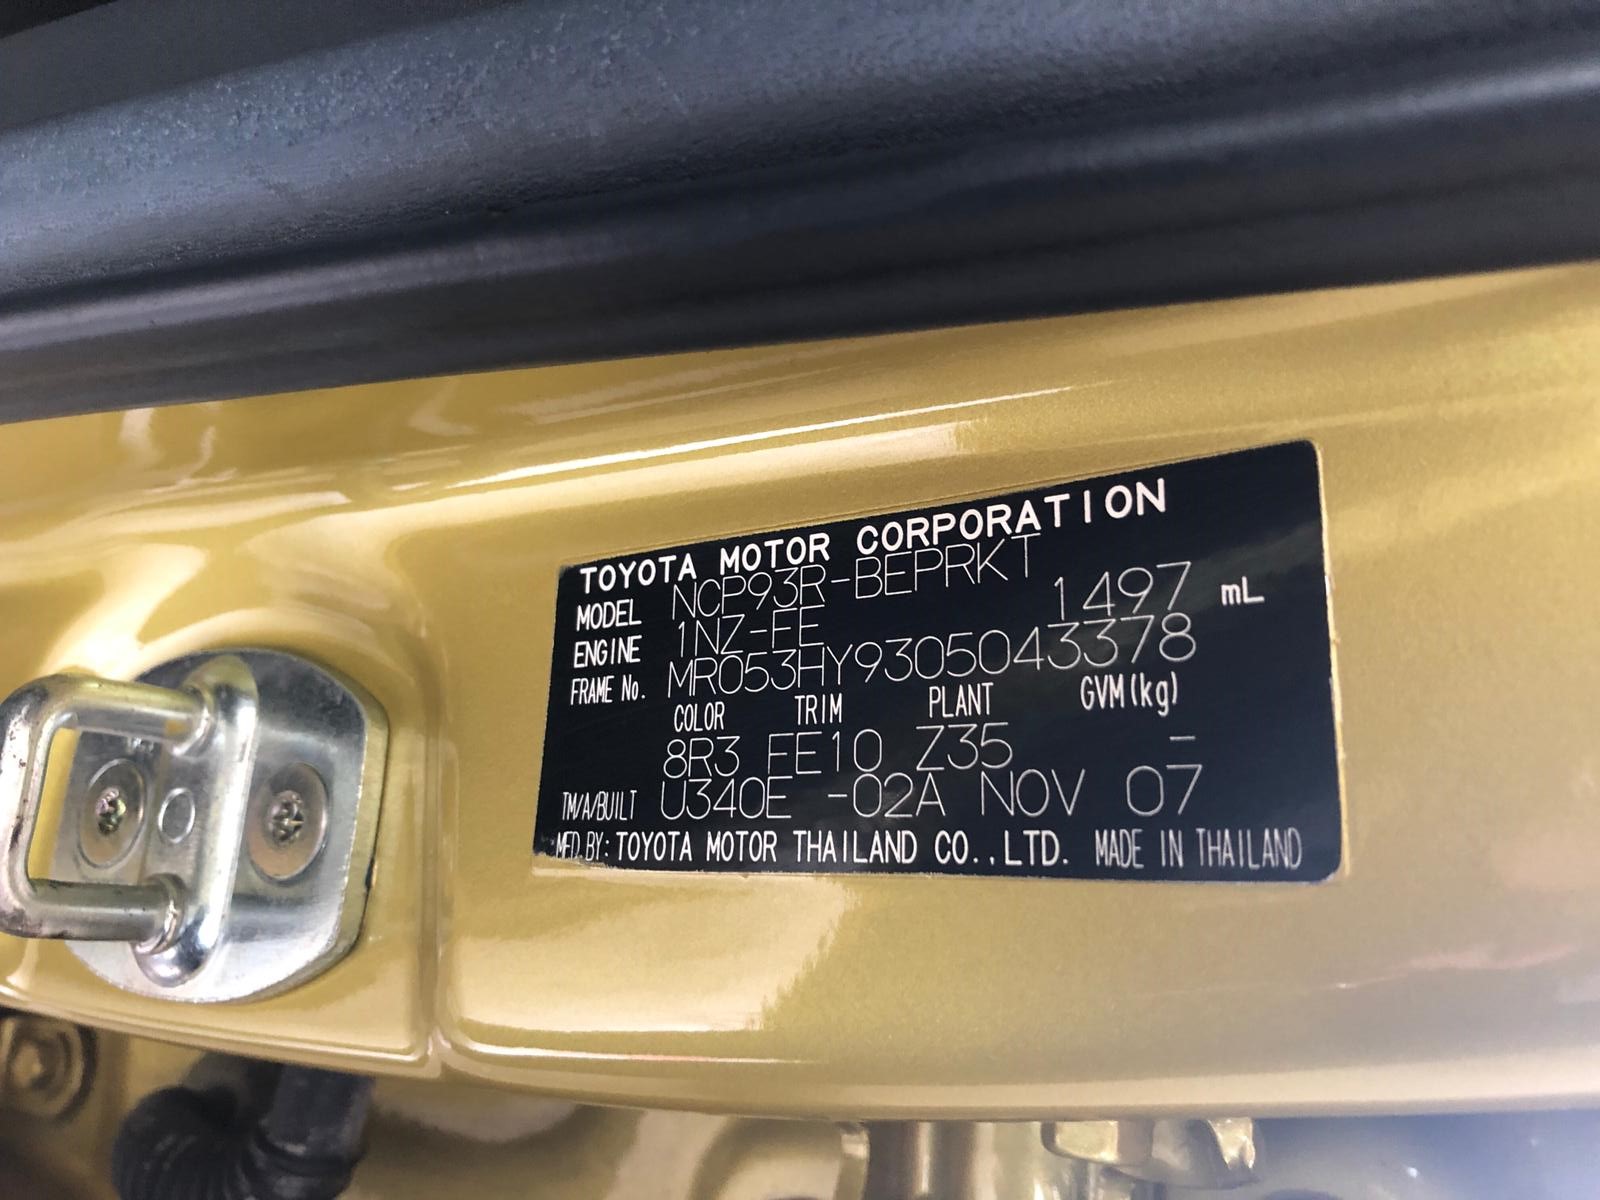 TOYOTA MOTOR CORPORATION
MODEL NCP93R-BEPRKT
ENGINE 1NZ-FE 1497 mL
FRAME No. MR053HY9305043378
COLOR TRIM PLANT GVM(kg)
8R3 FE10 Z35 -
TM/A/BUILT U340E -02A NOV 07
MFD.BY: TOYOTA MOTOR THAILAND CO.,LTD. MADE IN THAILAND